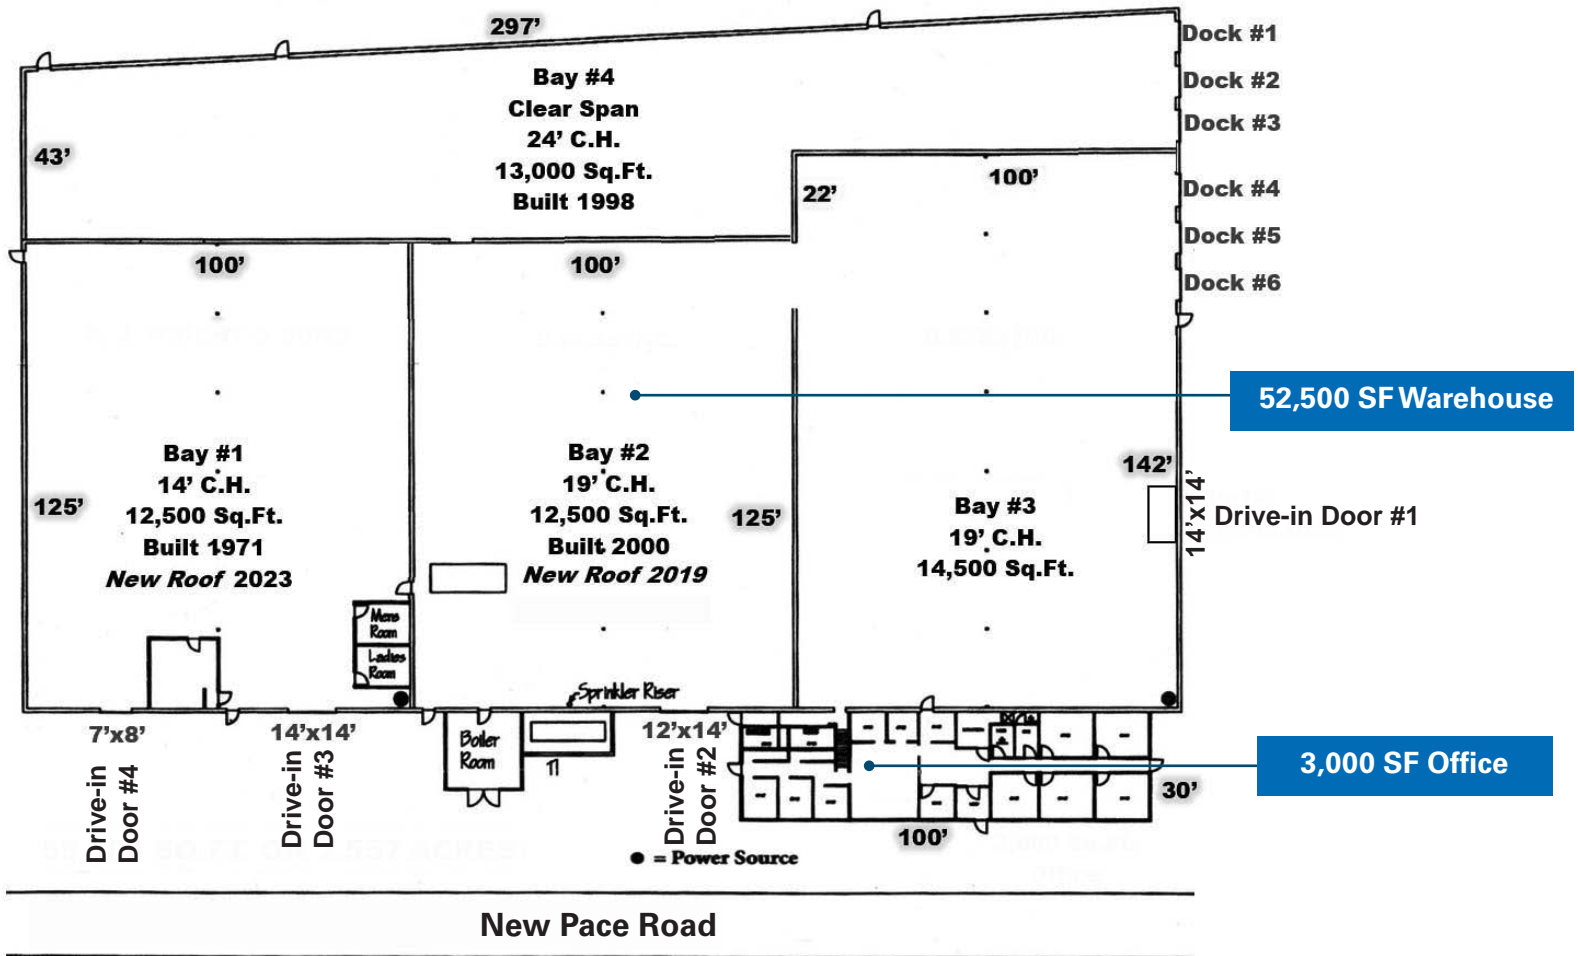 297’
Dock #1
Dock #2
Dock #3
Dock #4
Dock #5
Dock #6
Bay #4
Clear Span
24’ C.H.
13,000 Sq.Ft.
Built 1998
43’
22’
100’
100’
100’
52,500 SF Warehouse
Bay #1
14’ C.H.
12,500 Sq.Ft.
Built 1971
New Roof 2023
125’
Bay #2
19’ C.H.
12,500 Sq.Ft.
Built 2000
New Roof 2019
125’
Bay #3
19’ C.H.
14,500 Sq.Ft.
142’
14’x14’
Drive-in Door #1
Mens
Room
Ladies
Room
Sprinkler Riser
7’x8’
Drive-in
Door #4
14’x14’
Drive-in
Door #3
Boiler
Room
12’x14’
Drive-in
Door #2
3,000 SF Office
30’
100’
= Power Source
New Pace Road